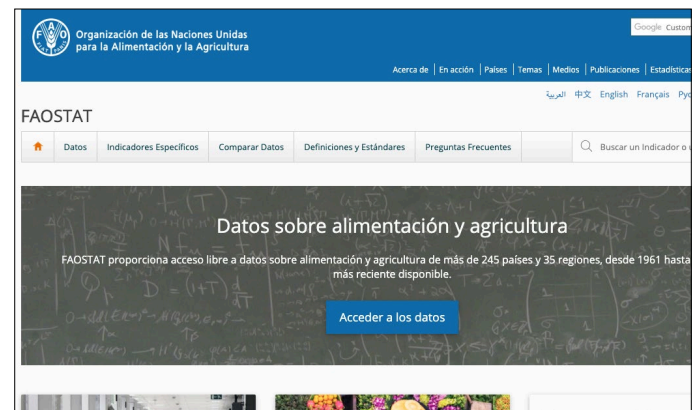 Organización de las Naciones Unidas
para la Alimentación y la Agricultura
Google Custom
Acerca de | En acción | Países | Temas | Medios | Publicaciones | Estadísticas
العربية 中文 English Français
FAOSTAT
Datos Indicadores Específicos Comparar Datos Definiciones y Estándares Preguntas Frecuentes Buscar un Indicador o
Datos sobre alimentación y agricultura
FAOSTAT proporciona acceso libre a datos sobre alimentación y agricultura de más de 245 países y 35 regiones, desde 1961 hasta
más reciente disponible.
Acceder a los datos